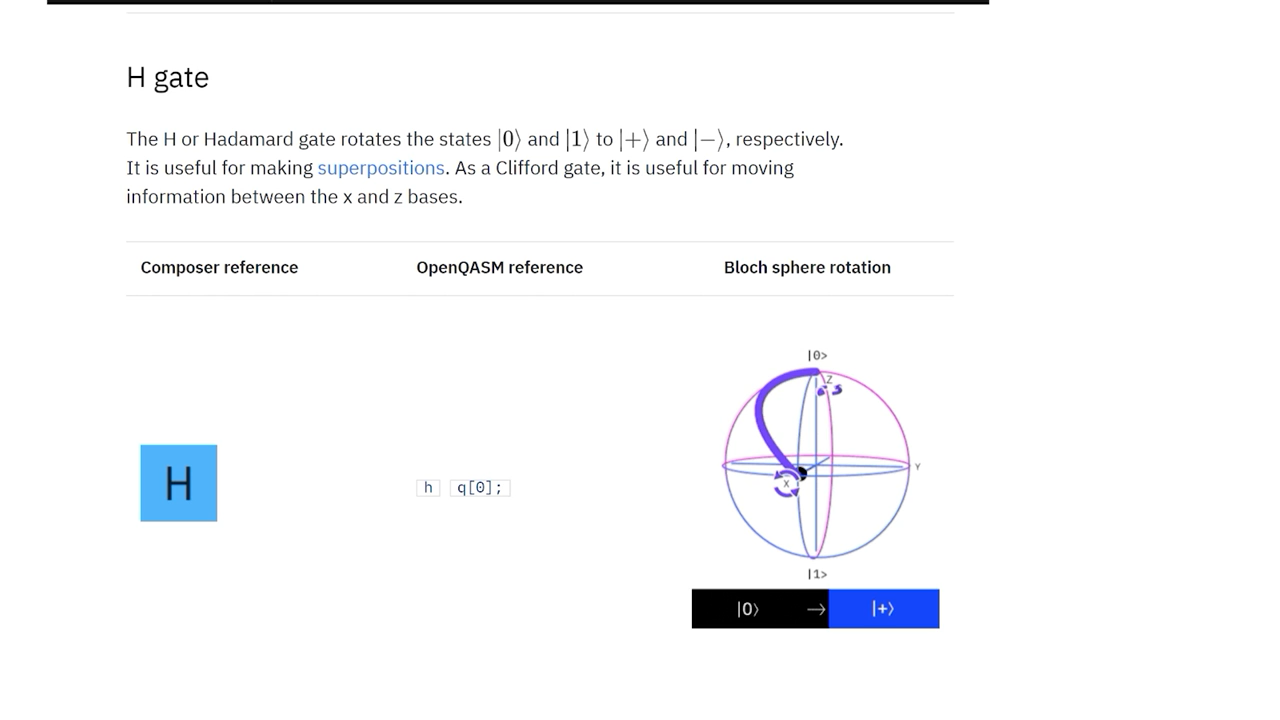 H gate
The H or Hadamard gate rotates the states |0⟩ and |1⟩ to |+⟩ and |−⟩, respectively.
It is useful for making superpositions. As a Clifford gate, it is useful for moving
information between the x and z bases.
Composer reference OpenQASM reference Bloch sphere rotation
|0>
Z
Y
H
h q[0];
X
|1>
|0⟩ → |+⟩